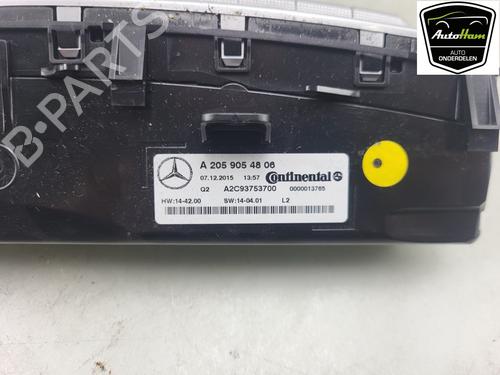 AutoHam
AUTO
ONDERDELEN
B-PARTS
A 205 905 48 06
07.12.2015 13:57 Continental
Q2 A2C93753700 0000013765
HW:14-42.00 SW:14-04.01 L2